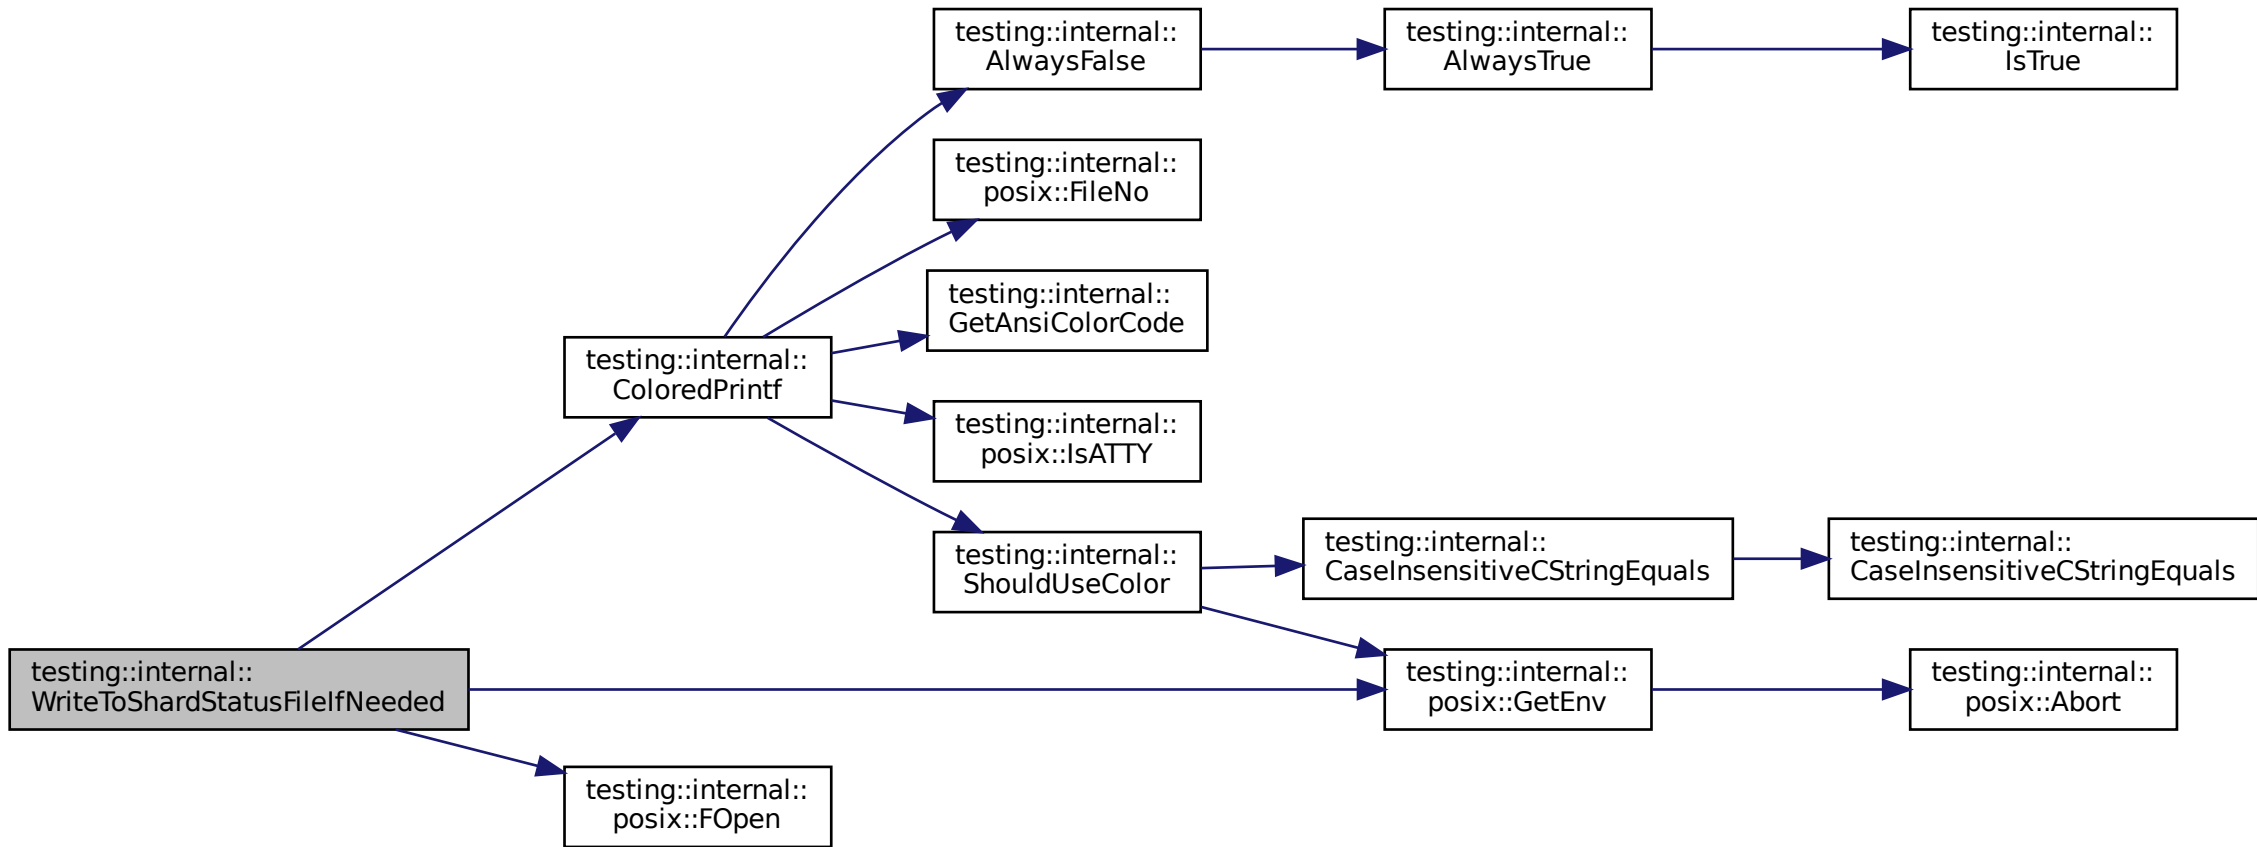 testing::internal::
AlwaysFalse
testing::internal::
AlwaysTrue
testing::internal::
IsTrue
testing::internal::
posix::FileNo
testing::internal::
GetAnsiColorCode
testing::internal::
ColoredPrintf
testing::internal::
posix::IsATTY
testing::internal::
ShouldUseColor
testing::internal::
CaseInsensitiveCStringEquals
testing::internal::
CaseInsensitiveCStringEquals
testing::internal::
WriteToShardStatusFileIfNeeded
testing::internal::
posix::GetEnv
testing::internal::
posix::Abort
testing::internal::
posix::FOpen